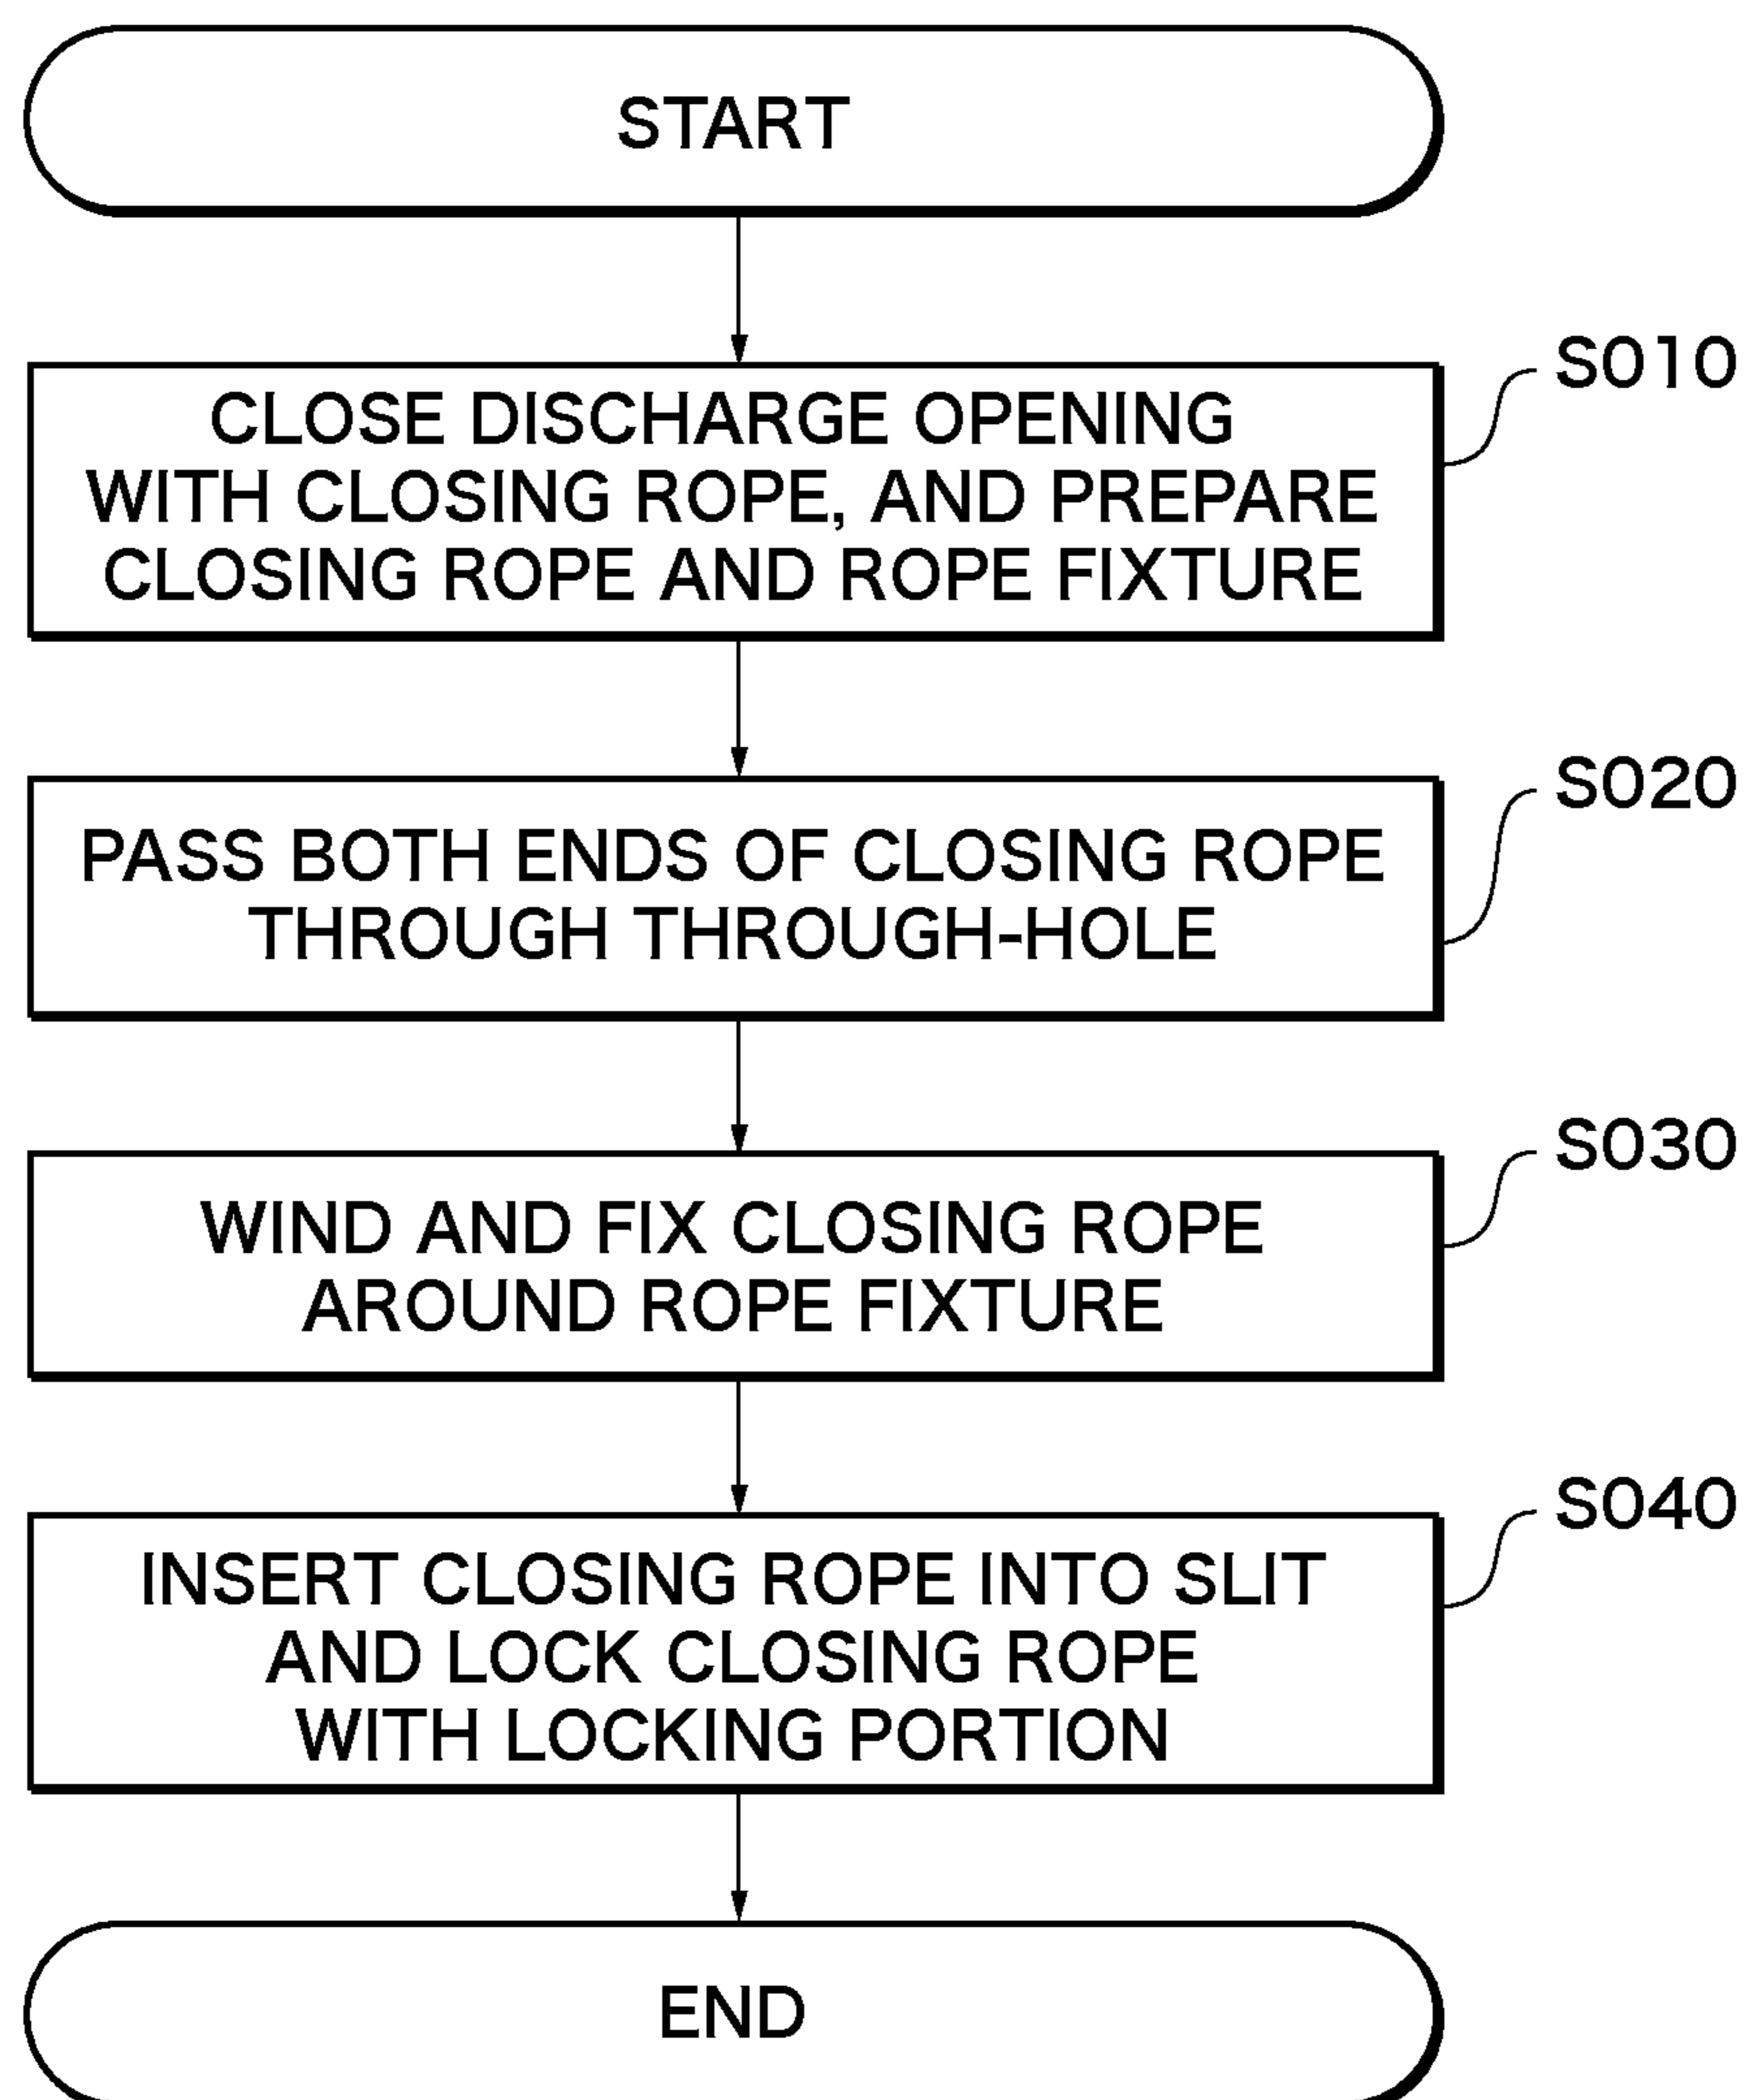 START
S010
CLOSE DISCHARGE OPENING
WITH CLOSING ROPE, AND PREPARE
CLOSING ROPE AND ROPE FIXTURE
S020
PASS BOTH ENDS OF CLOSING ROPE
THROUGH THROUGH-HOLE
S030
WIND AND FIX CLOSING ROPE
AROUND ROPE FIXTURE
S040
INSERT CLOSING ROPE INTO SLIT
AND LOCK CLOSING ROPE
WITH LOCKING PORTION
END